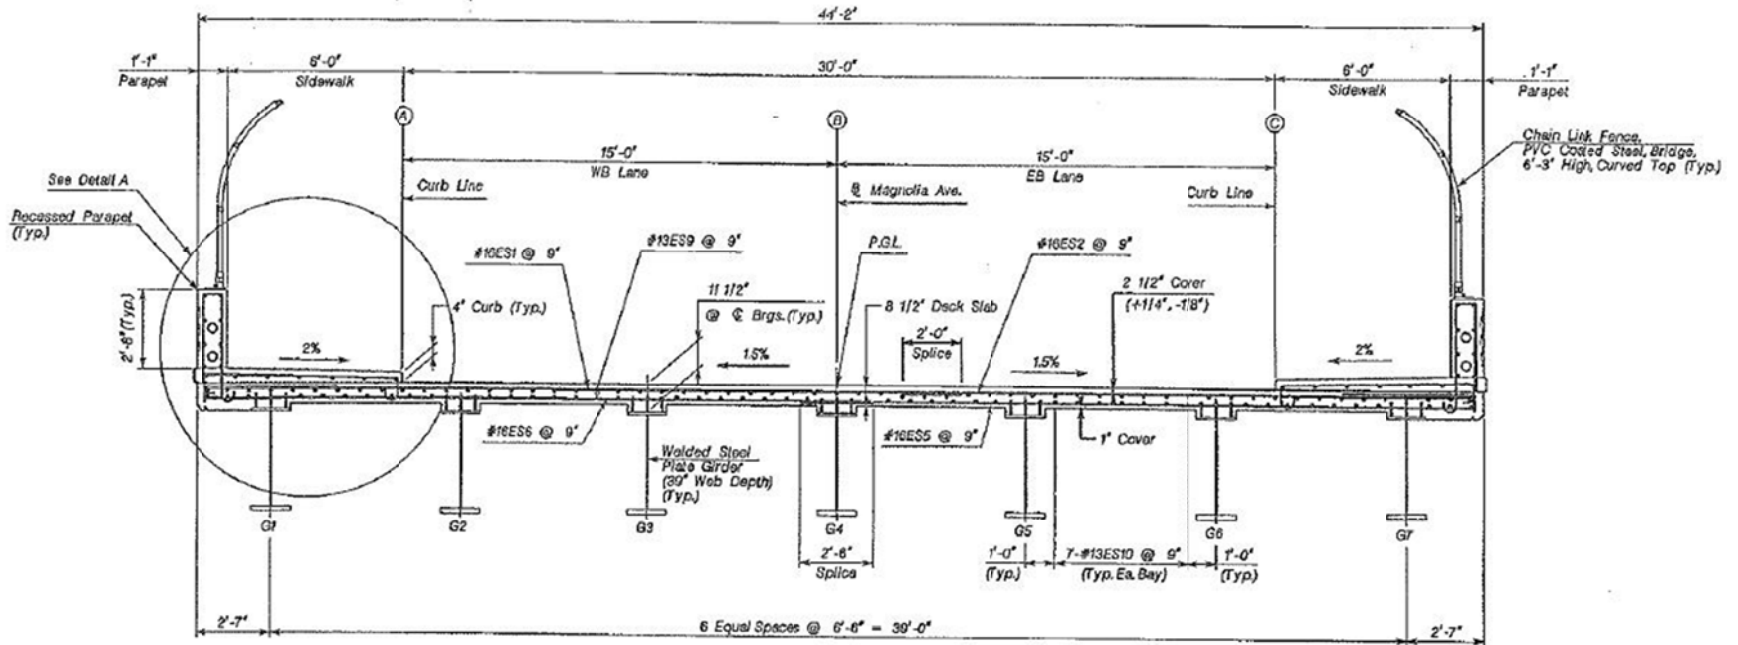 44'-2"
1'-1"
Parapet
6'-0"
Sidewalk
30'-0"
6'-0"
Sidewalk
1'-1"
Parapet
A
B
C
15'-0"
WB Lane
15'-0"
EB Lane
Chain Link Fence,
PVC Coated Steel, Bridge,
6'-3" High, Curved Top (Typ.)
See Detail A
Curb Line
℄ Magnolia Ave.
Curb Line
Recessed Parapet
(Typ.)
#16ES1 @ 9"
#13ES9 @ 9"
P.G.L.
#16ES2 @ 9"
2'-8" (Typ.)
4" Curb (Typ.)
11 1/2"
@ ℄ Brgs. (Typ.)
8 1/2" Deck Slab
2 1/2" Cover
(+1/4", -1/8")
2'-0"
Splice
2%
1.5%
1.5%
2%
#16ES6 @ 9"
#16ES5 @ 9"
1" Cover
Welded Steel
Plate Girder
(39" Web Depth)
(Typ.)
G1
G2
G3
G4
G5
G6
G7
2'-6"
Splice
1'-0"
(Typ.)
7-#13ES10 @ 9"
(Typ. Ea. Bay)
1'-0"
(Typ.)
2'-7"
6 Equal Spaces @ 6'-6" = 39'-0"
2'-7"